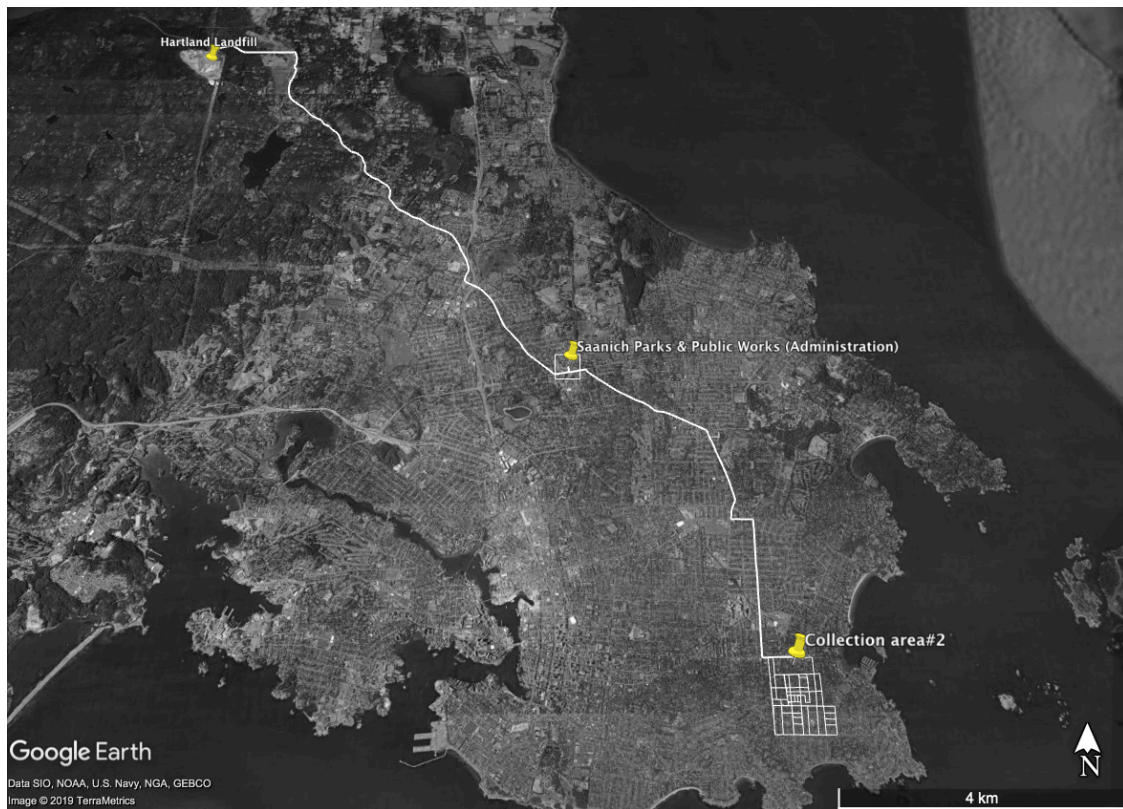 Hartland Landfill
Saanich Parks & Public Works (Administration)
Collection area#2
Google Earth
N
Data SIO, NOAA, U.S. Navy, NGA, GEBCO
Image © 2019 TerraMetrics
4 km